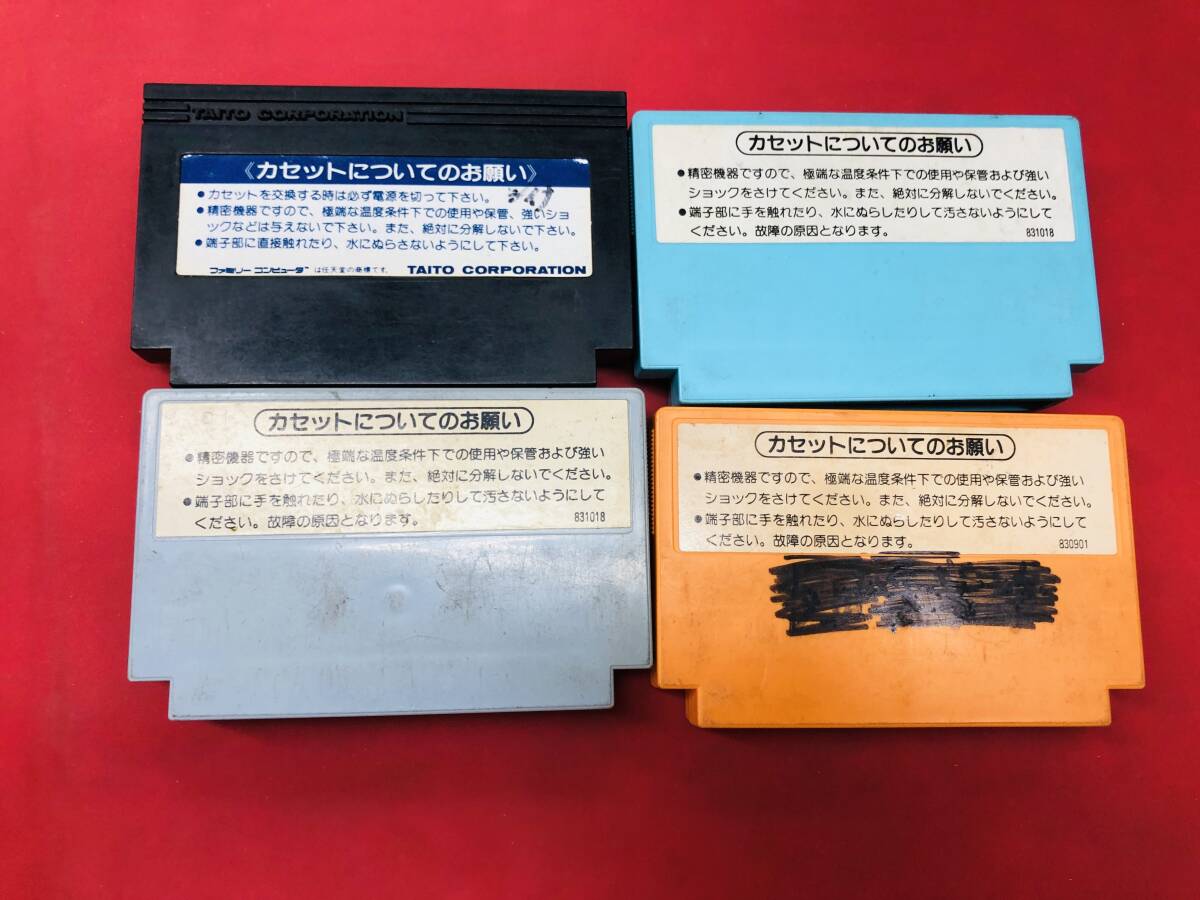 TAITO CORPORATION
《カセットについてのお願い》
●カセットを交換する時は必ず電源を切って下さい。
●精密機器ですので、極端な温度条件下での使用や保管、強いショ
ックなどは与えないで下さい。また、絶対に分解しないで下さい。
●端子部に直接触れたり、水にぬらさないようにして下さい。
ファミリー コンピュータ™ は任天堂の商標です。 TAITO CORPORATION
カセットについてのお願い
●精密機器ですので、極端な温度条件下での使用や保管および強い
ショックをさけてください。また、絶対に分解しないでください。
●端子部に手を触れたり、水にぬらしたりして汚さないようにして
ください。故障の原因となります。 831018
カセットについてのお願い
●精密機器ですので、極端な温度条件下での使用や保管および強い
ショックをさけてください。また、絶対に分解しないでください。
●端子部に手を触れたり、水にぬらしたりして汚さないようにして
ください。故障の原因となります。 831018
カセットについてのお願い
●精密機器ですので、極端な温度条件下での使用や保管および強い
ショックをさけてください。また、絶対に分解しないでください。
●端子部に手を触れたり、水にぬらしたりして汚さないようにして
ください。故障の原因となります。 830901